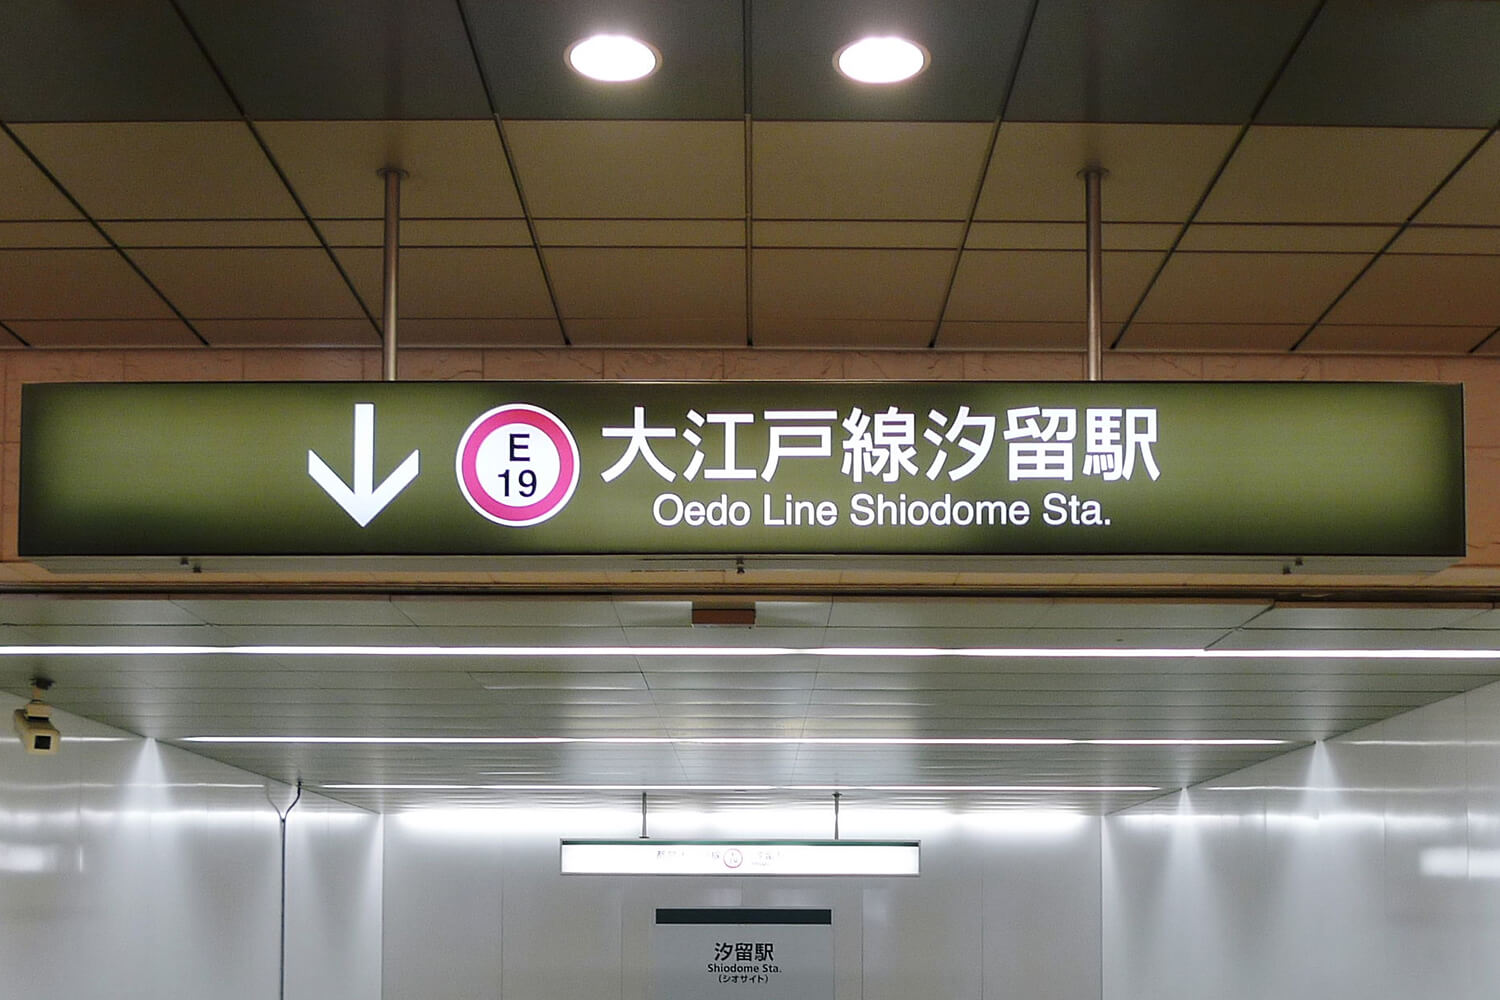 E
19
大江戸線汐留駅
Oedo Line Shiodome Sta.
汐留駅
Shiodome Sta.
(シオサイト)